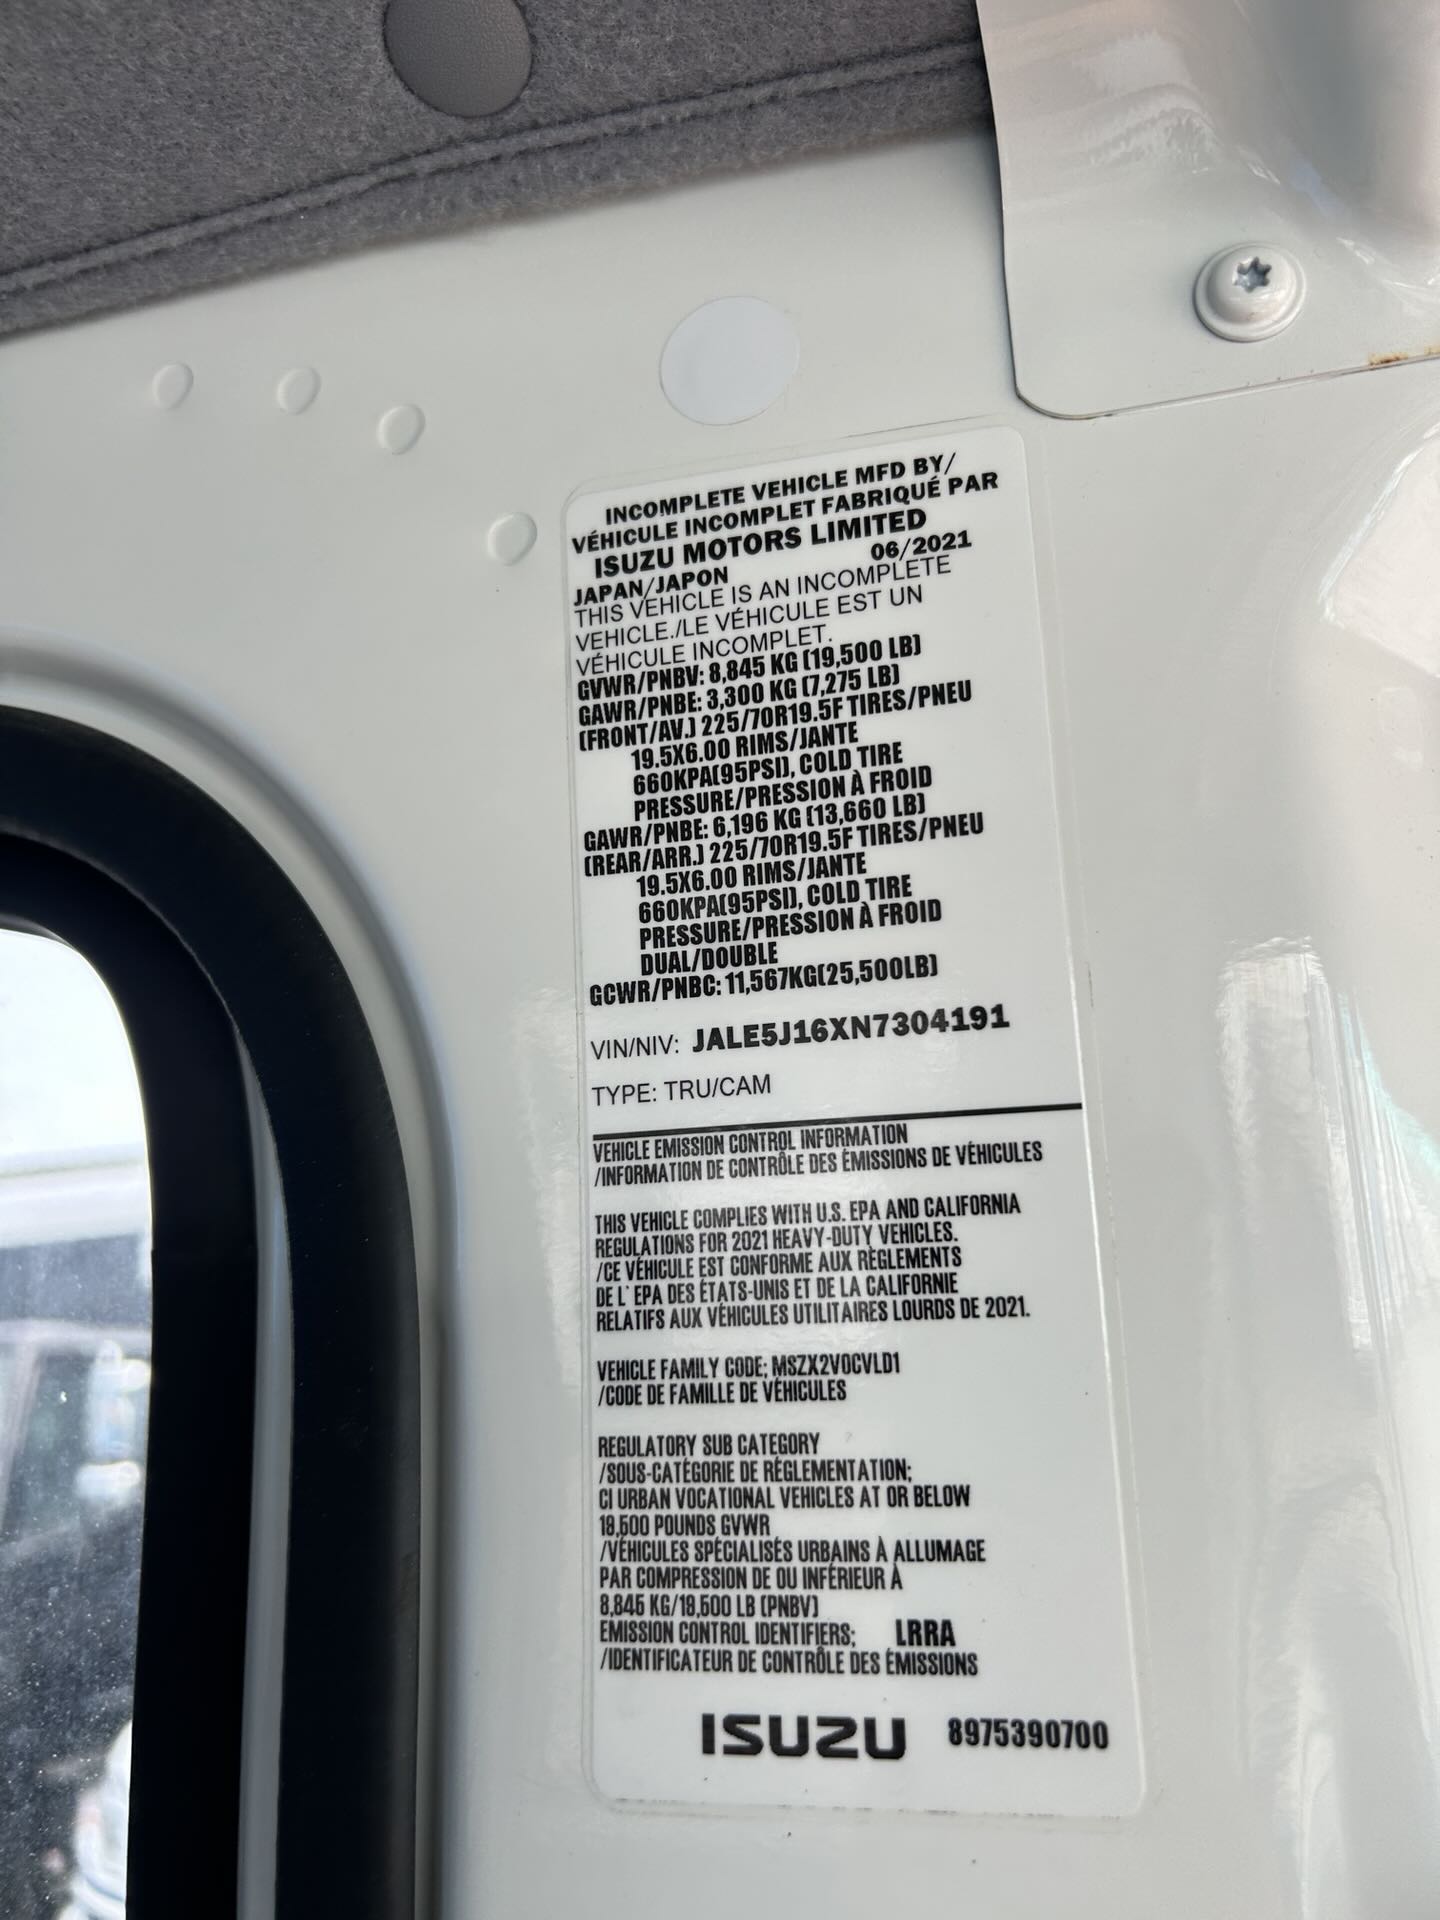 INCOMPLETE VEHICLE MFD BY/
VÉHICULE INCOMPLET FABRIQUÉ PAR
ISUZU MOTORS LIMITED
JAPAN/JAPON 06/2021
THIS VEHICLE IS AN INCOMPLETE
VEHICLE./LE VÉHICULE EST UN
VÉHICULE INCOMPLET.
GVWR/PNBV: 8,845 KG (19,500 LB)
GAWR/PNBE: 3,300 KG (7,275 LB)
(FRONT/AV.) 225/70R19.5F TIRES/PNEU
19.5X6.00 RIMS/JANTE
660KPA(95PSI), COLD TIRE
PRESSURE/PRESSION À FROID
GAWR/PNBE: 6,196 KG (13,660 LB)
(REAR/ARR.) 225/70R19.5F TIRES/PNEU
19.5X6.00 RIMS/JANTE
660KPA(95PSI), COLD TIRE
PRESSURE/PRESSION À FROID
DUAL/DOUBLE
GCWR/PNBC: 11,567KG(25,500LB)
VIN/NIV: JALE5J16XN7304191
TYPE: TRU/CAM
VEHICLE EMISSION CONTROL INFORMATION
/INFORMATION DE CONTRÔLE DES ÉMISSIONS DE VÉHICULES
THIS VEHICLE COMPLIES WITH U.S. EPA AND CALIFORNIA
REGULATIONS FOR 2021 HEAVY-DUTY VEHICLES.
/CE VÉHICULE EST CONFORME AUX RÈGLEMENTS
DE L'EPA DES ÉTATS-UNIS ET DE LA CALIFORNIE
RELATIFS AUX VÉHICULES UTILITAIRES LOURDS DE 2021.
VEHICLE FAMILY CODE; MSZX2VOCVLD1
/CODE DE FAMILLE DE VÉHICULES
REGULATORY SUB CATEGORY
/SOUS-CATÉGORIE DE RÉGLEMENTATION;
CI URBAN VOCATIONAL VEHICLES AT OR BELOW
19,500 POUNDS GVWR
/VÉHICULES SPÉCIALISÉS URBAINS À ALLUMAGE
PAR COMPRESSION DE OU INFÉRIEUR À
8,845 KG/19,500 LB (PNBV)
EMISSION CONTROL IDENTIFIERS; LRRA
/IDENTIFICATEUR DE CONTRÔLE DES ÉMISSIONS
ISUZU 8975390700